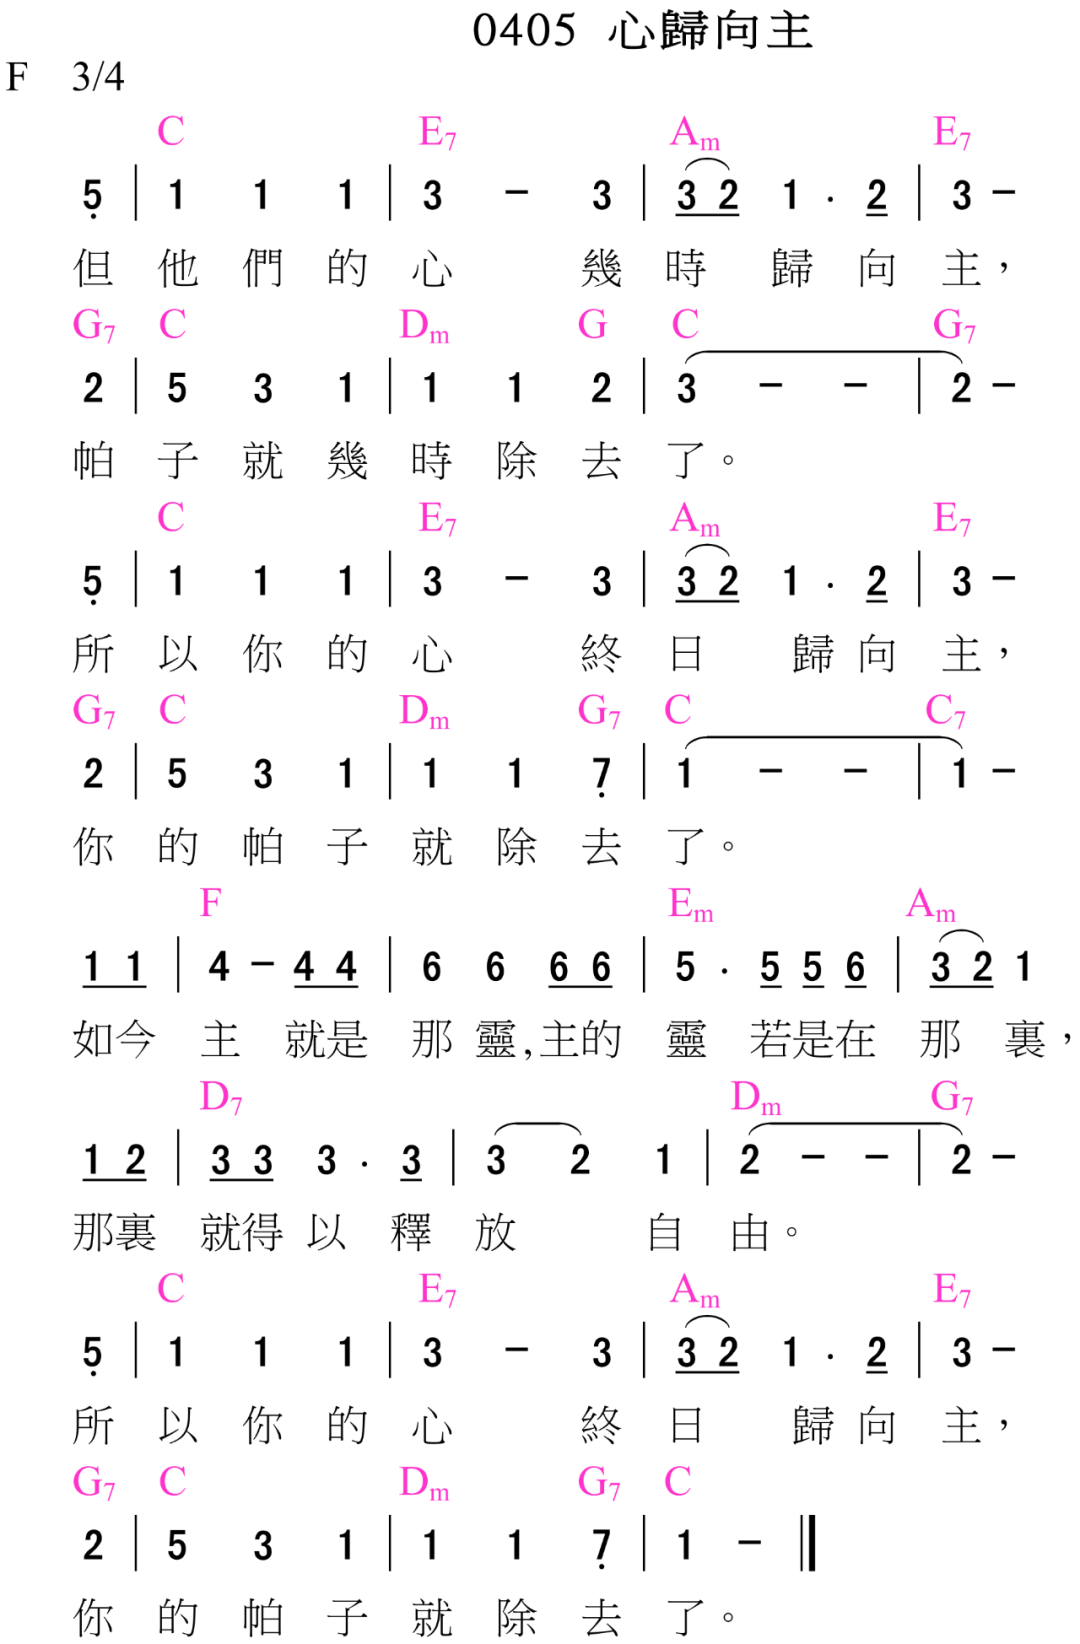 0405 心歸向主
F 3/4
C E7 Am E7
5 | 1 1 1 | 3 - 3 | 3 2 1 . 2 | 3 -
但 他 們 的 心 幾 時 歸 向 主，
G7 C Dm G C G7
2 | 5 3 1 | 1 1 2 | 3 - - | 2 -
帕 子 就 幾 時 除 去 了。
C E7 Am E7
5 | 1 1 1 | 3 - 3 | 3 2 1 . 2 | 3 -
所 以 你 的 心 終 日 歸 向 主，
G7 C Dm G7 C C7
2 | 5 3 1 | 1 1 7 | 1 - - | 1 -
你 的 帕 子 就 除 去 了。
F Em Am
1 1 | 4 - 4 4 | 6 6 6 6 | 5 . 5 5 6 | 3 2 1
如今 主 就是 那 靈,主的 靈 若是在 那 裏，
D7 Dm G7
1 2 | 3 3 3 . 3 | 3 2 1 | 2 - - | 2 -
那裏 就得 以 釋 放 自 由。
C E7 Am E7
5 | 1 1 1 | 3 - 3 | 3 2 1 . 2 | 3 -
所 以 你 的 心 終 日 歸 向 主，
G7 C Dm G7 C
2 | 5 3 1 | 1 1 7 | 1 - ‖
你 的 帕 子 就 除 去 了。